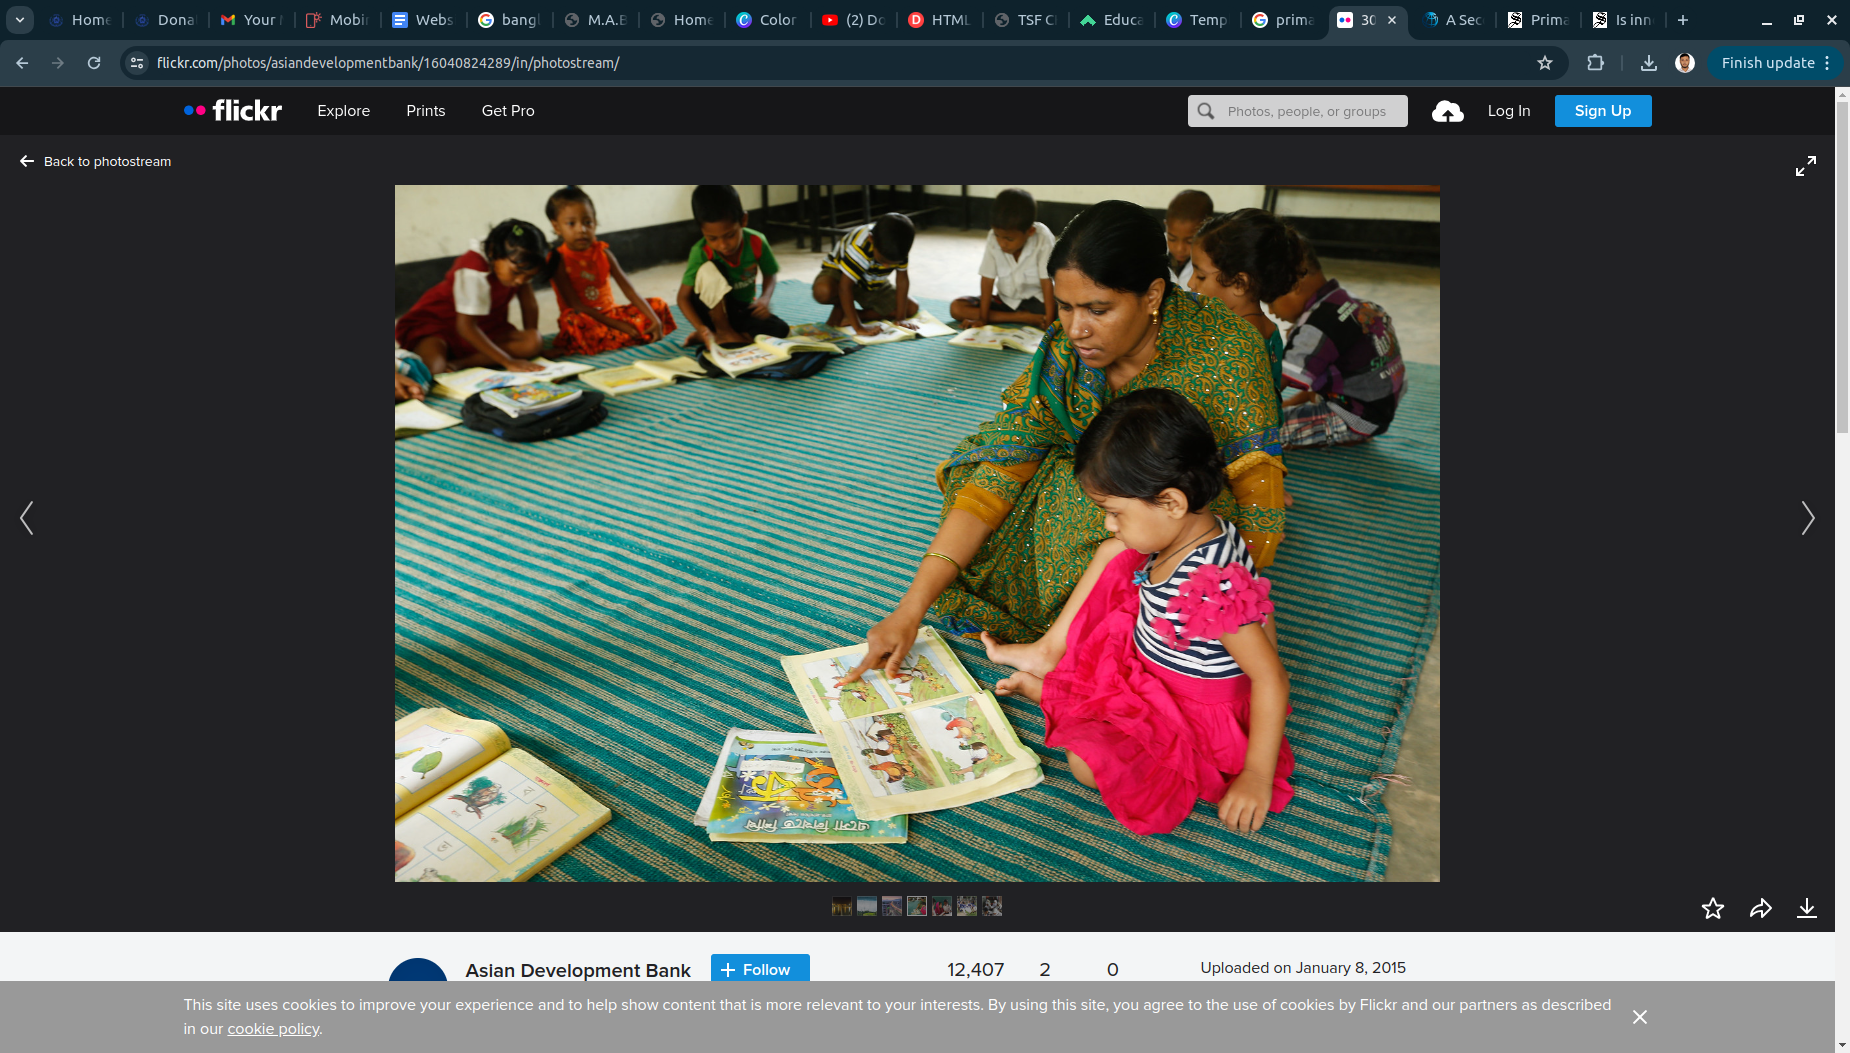 Home
Dona
Your
Mobi
Webs
bangl
M.A.B
Home
Color
(2) Do
HTML
TSF C
Educa
Temp
prima
30
A Sec
Prima
Is inn
flickr.com/photos/asiandevelopmentbank/16040824289/in/photostream/
Finish update
flickr
Explore
Prints
Get Pro
Photos, people, or groups
Log In
Sign Up
Back to photostream
এসো লিখতে শিখি
Asian Development Bank
+ Follow
12,407
2
0
Uploaded on January 8, 2015
This site uses cookies to improve your experience and to help show content that is more relevant to your interests. By using this site, you agree to the use of cookies by Flickr and our partners as described
in our cookie policy.